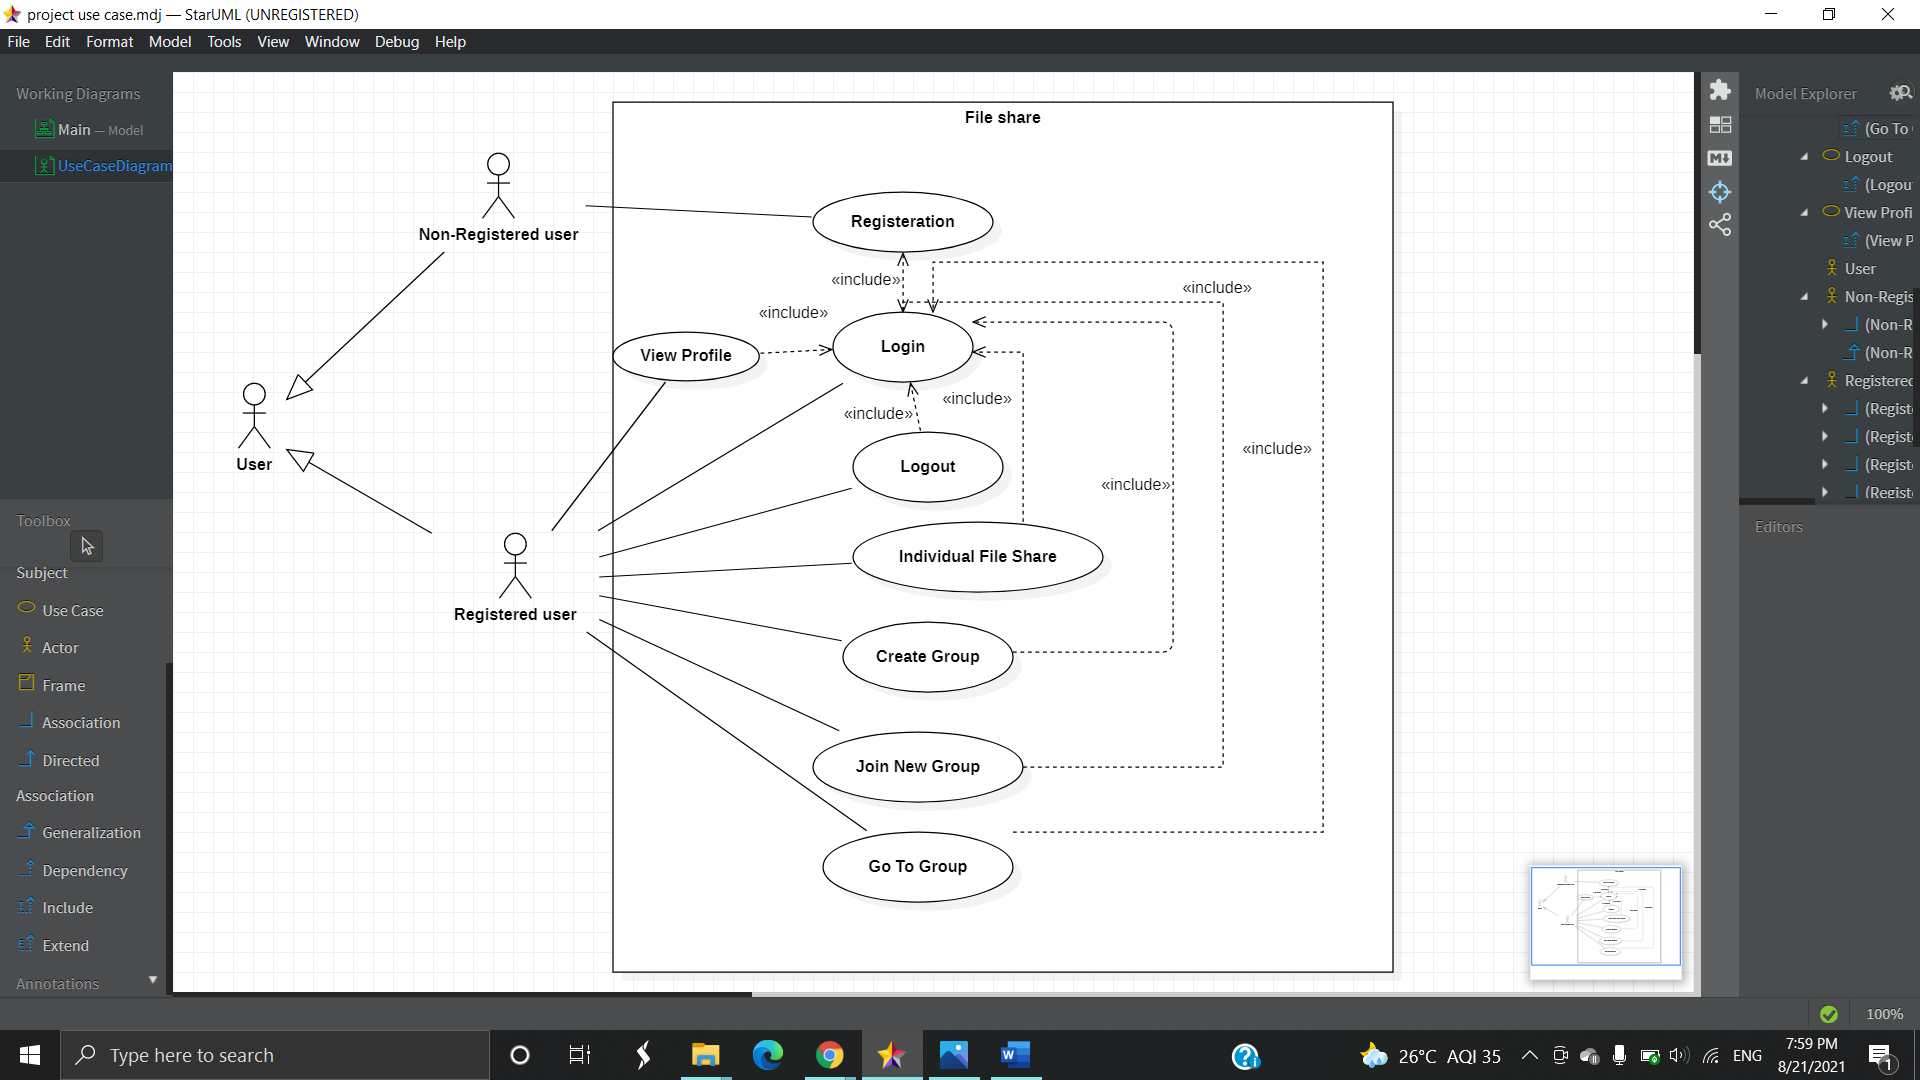 project use case.mdj — StarUML (UNREGISTERED)
File Edit Format Model Tools View Window Debug Help
Working Diagrams
Main — Model
UseCaseDiagram
Toolbox
Subject
Use Case
Actor
Frame
Association
Directed
Association
Generalization
Dependency
Include
Extend
Annotations
File share
Non-Registered user
User
Registered user
Registeration
«include»
«include»
«include»
View Profile
Login
«include»
«include»
Logout
«include»
«include»
Individual File Share
Create Group
Join New Group
Go To Group
Model Explorer
(Go To
Logout
(Logou
View Profi
(View P
User
Non-Regis
(Non-R
(Non-R
Registered
(Regist
(Regist
(Regist
(Regist
Editors
100%
Type here to search
26°C AQI 35
ENG
7:59 PM
8/21/2021
1